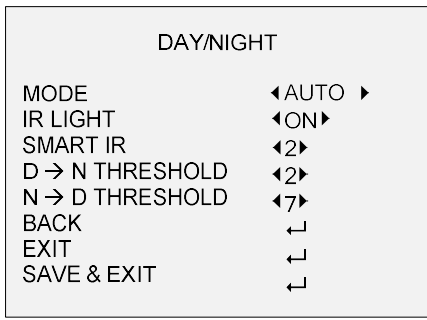 DAY/NIGHT
MODE ◀AUTO ▶
IR LIGHT ◀ON▶
SMART IR ◀2▶
D → N THRESHOLD ◀2▶
N → D THRESHOLD ◀7▶
BACK ↵
EXIT ↵
SAVE & EXIT ↵